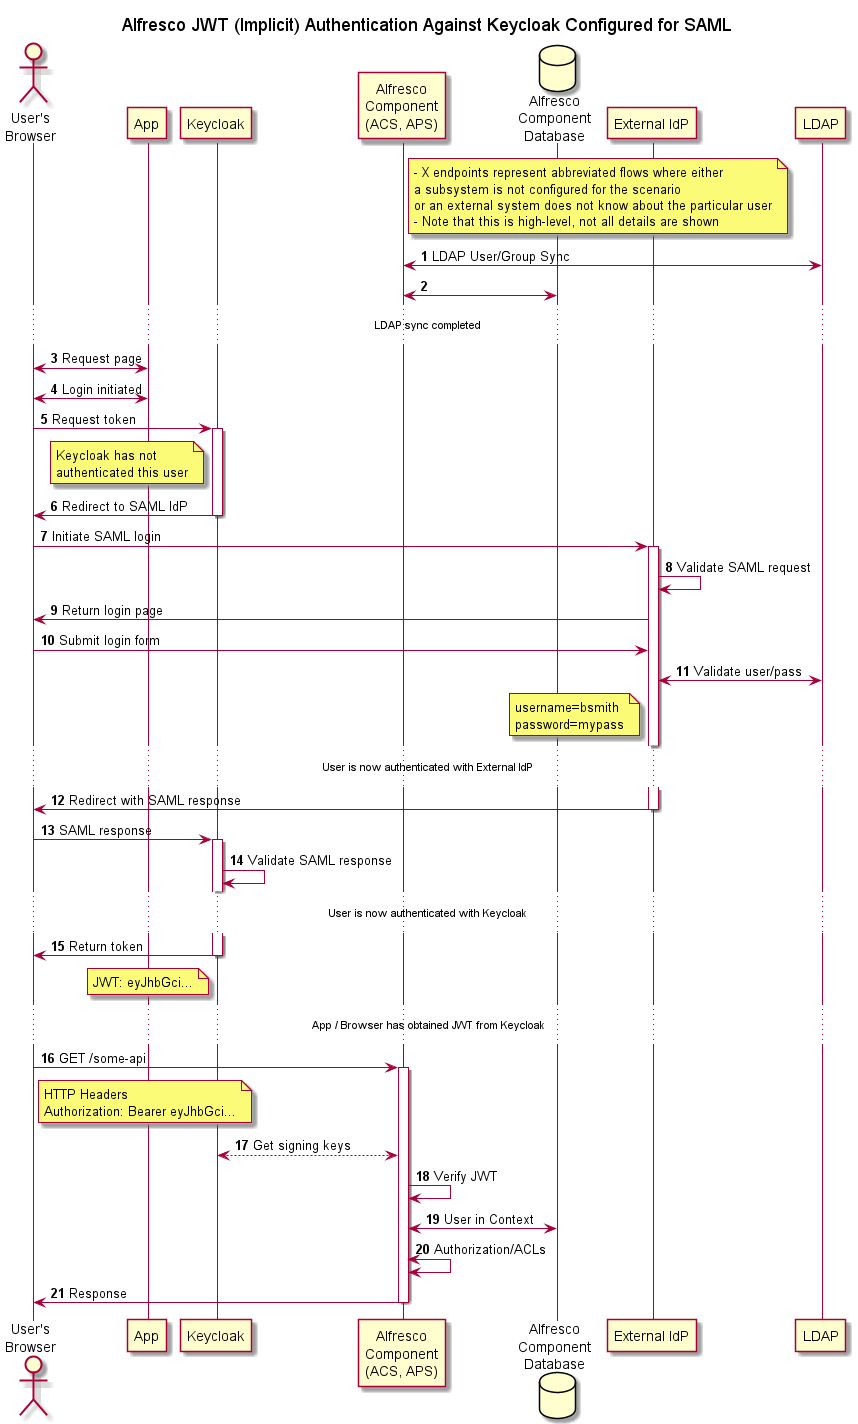 Alfresco JWT (Implicit) Authentication Against Keycloak Configured for SAML
User's
Browser
App
Keycloak
Alfresco
Component
(ACS, APS)
Alfresco
Component
Database
External IdP
LDAP
- X endpoints represent abbreviated flows where either
a subsystem is not configured for the scenario
or an external system does not know about the particular user
- Note that this is high-level, not all details are shown
1 LDAP User/Group Sync
2
LDAP sync completed
3 Request page
4 Login initiated
5 Request token
Keycloak has not
authenticated this user
6 Redirect to SAML IdP
7 Initiate SAML login
8 Validate SAML request
9 Return login page
10 Submit login form
11 Validate user/pass
username=bsmith
password=mypass
User is now authenticated with External IdP
12 Redirect with SAML response
13 SAML response
14 Validate SAML response
User is now authenticated with Keycloak
15 Return token
JWT: eyJhbGci...
App / Browser has obtained JWT from Keycloak
16 GET /some-api
HTTP Headers
Authorization: Bearer eyJhbGci...
17 Get signing keys
18 Verify JWT
19 User in Context
20 Authorization/ACLs
21 Response
User's
Browser
App
Keycloak
Alfresco
Component
(ACS, APS)
Alfresco
Component
Database
External IdP
LDAP